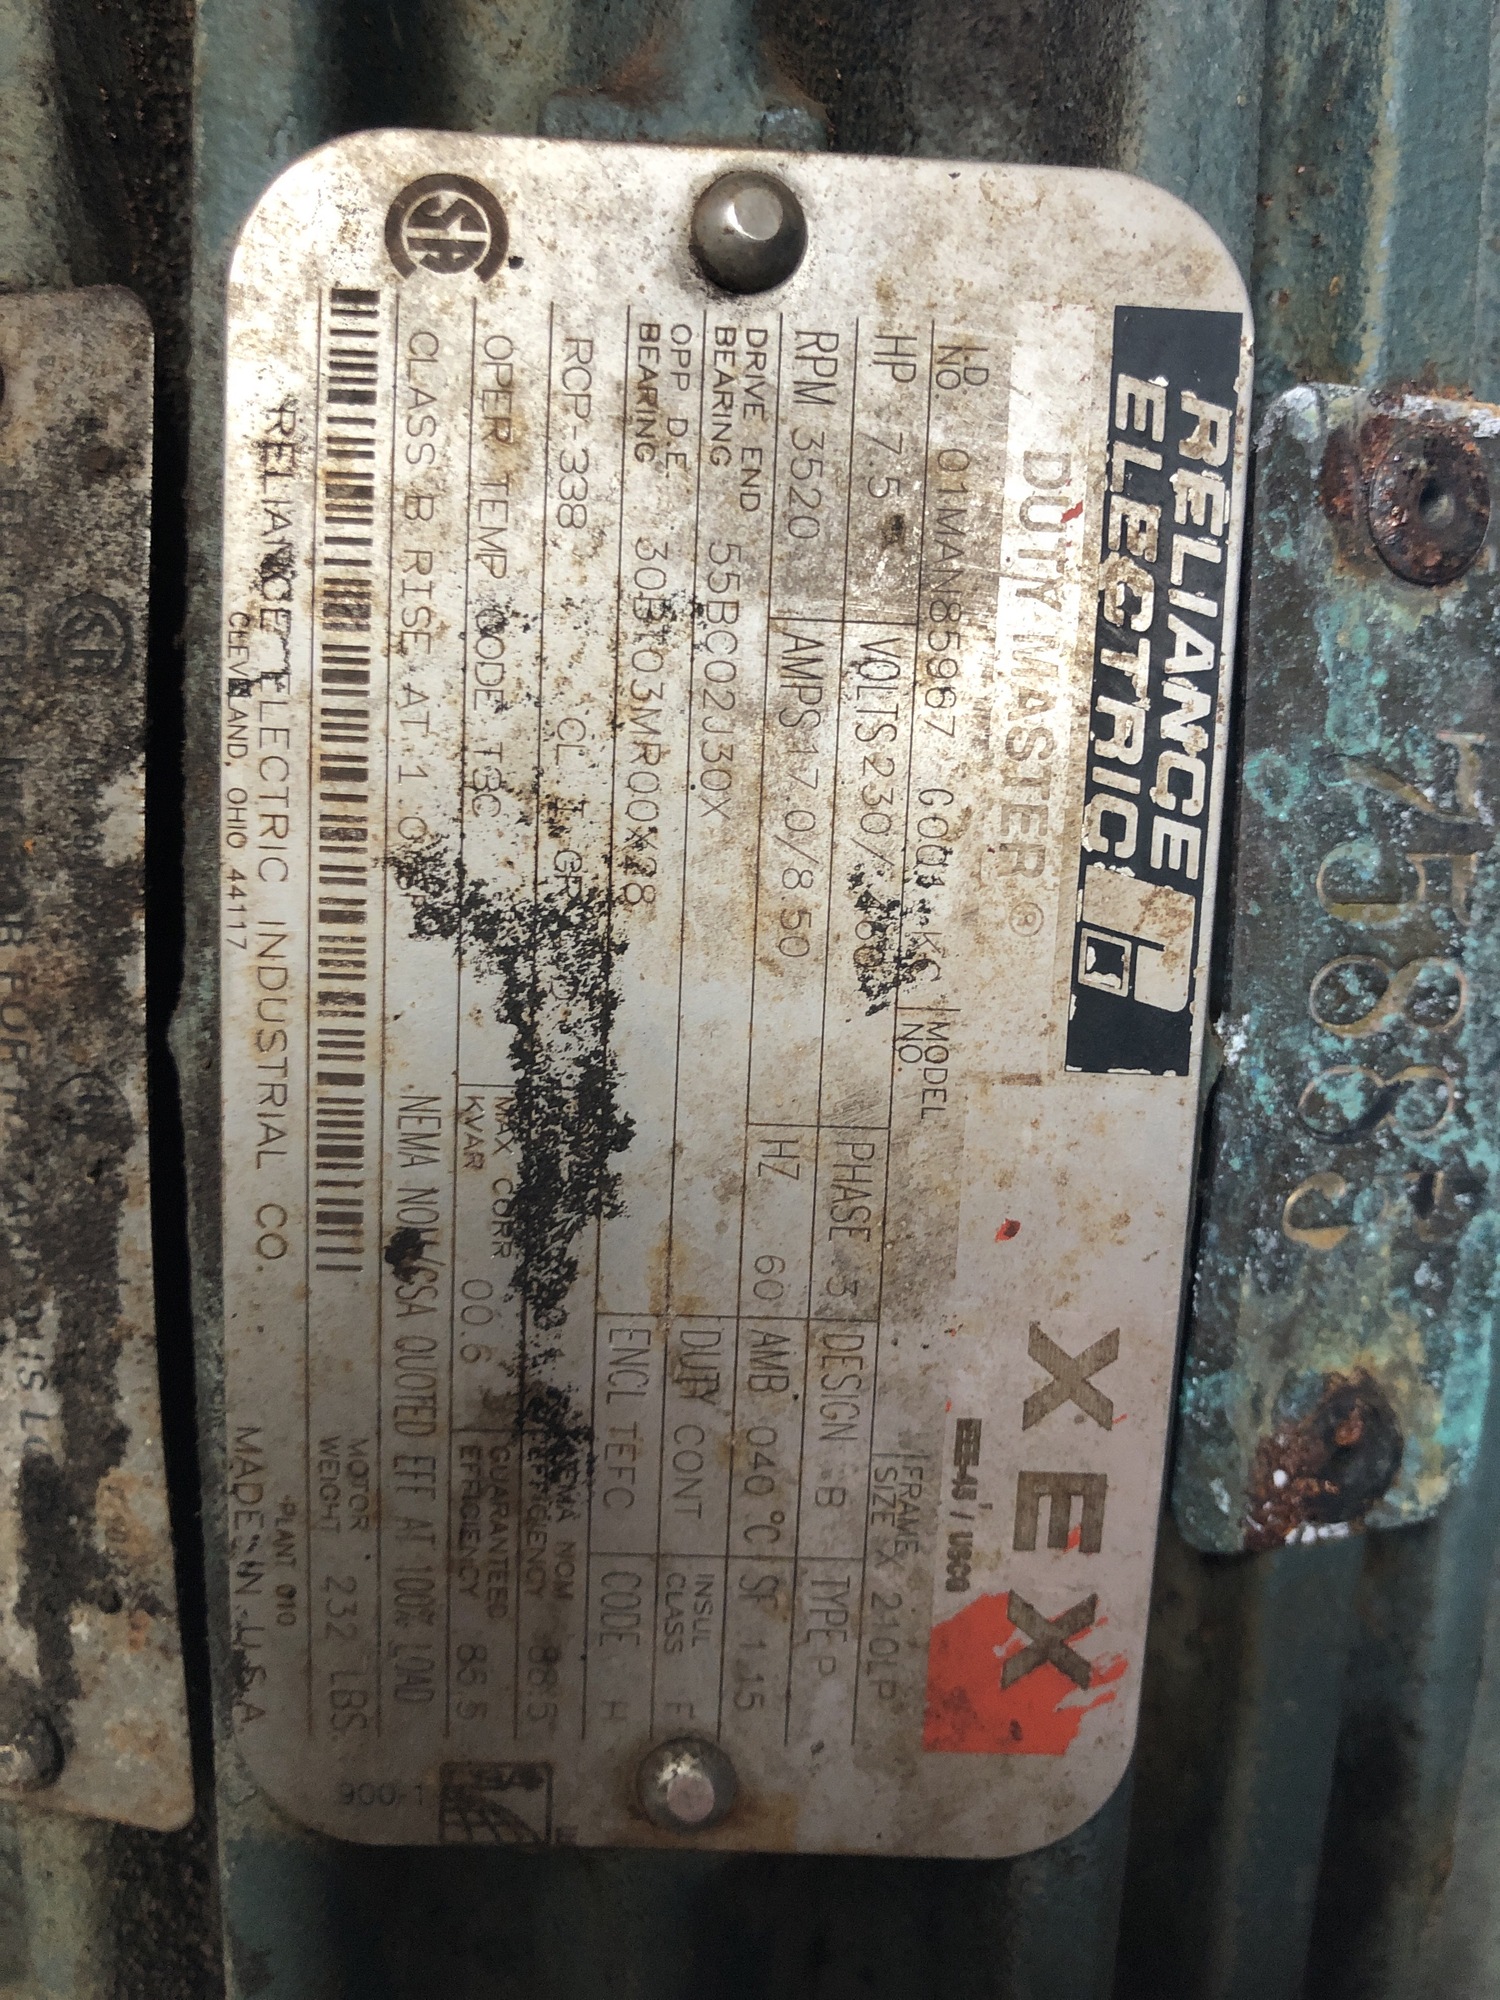 RELIANCE
ELECTRIC
XEX
DUTY MASTER®
I.D. NO. 01MAN85967 G001 KC MODEL NO. FRAME SIZE X 210LP
HP 7.5 VOLTS 230/460 PHASE 3 DESIGN B TYPE P
RPM 3520 AMPS 17.0/8.50 HZ 60 AMB 040°C SF 1.15
DRIVE END BEARING 55BC02J30X DUTY CONT INSUL CLASS F
OPP D.E. BEARING 30BC03MR00X28 ENCL TEFC CODE H
RCP-338 CL I GR D NEMA NOM EFFICIENCY 88.5
OPER TEMP CODE T3C MAX CORR KVAR 00.6 GUARANTEED EFFICIENCY 86.5
CLASS B RISE AT 1.0 SF NEMA NOM/CSA QUOTED EFF AT 100% LOAD
MOTOR WEIGHT 232 LBS.
RELIANCE ELECTRIC INDUSTRIAL CO.
CLEVELAND, OHIO 44117
PLANT 010
MADE IN U.S.A.